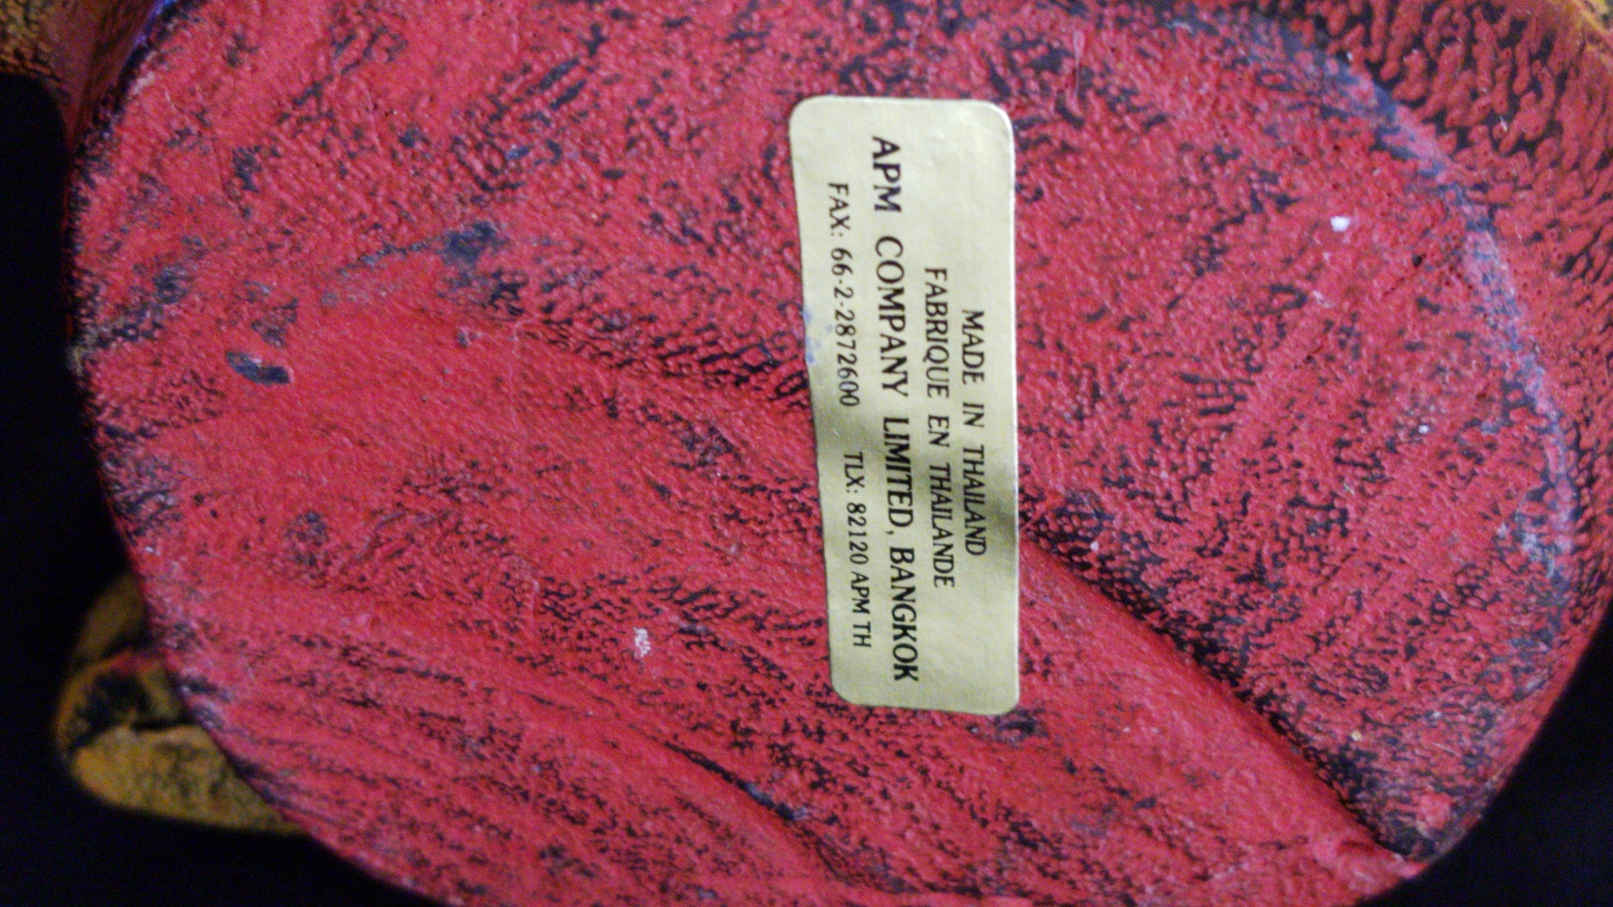 MADE IN THAILAND
FABRIQUE EN THAILANDE
APM COMPANY LIMITED, BANGKOK
FAX: 66-2-2872600 TLX: 82120 APM TH